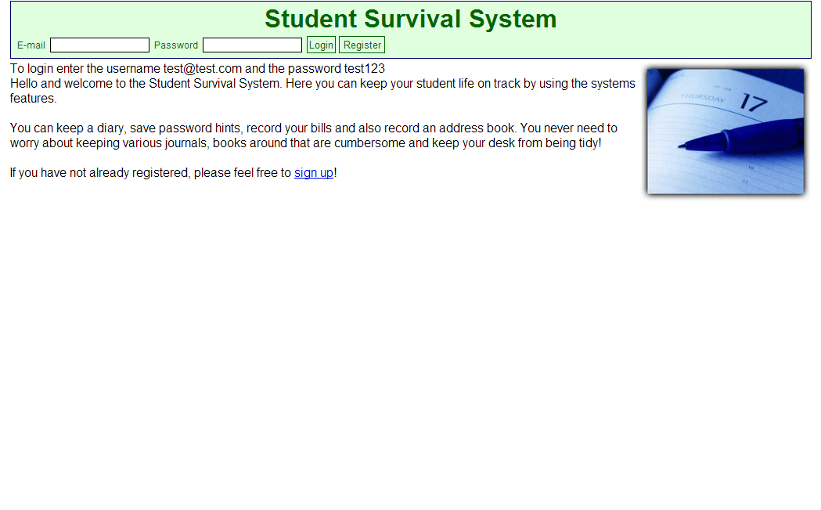 Student Survival System
E-mail Password Login Register
To login enter the username test@test.com and the password test123
Hello and welcome to the Student Survival System. Here you can keep your student life on track by using the systems
features.
You can keep a diary, save password hints, record your bills and also record an address book. You never need to
worry about keeping various journals, books around that are cumbersome and keep your desk from being tidy!
If you have not already registered, please feel free to sign up!
THURSDAY 17